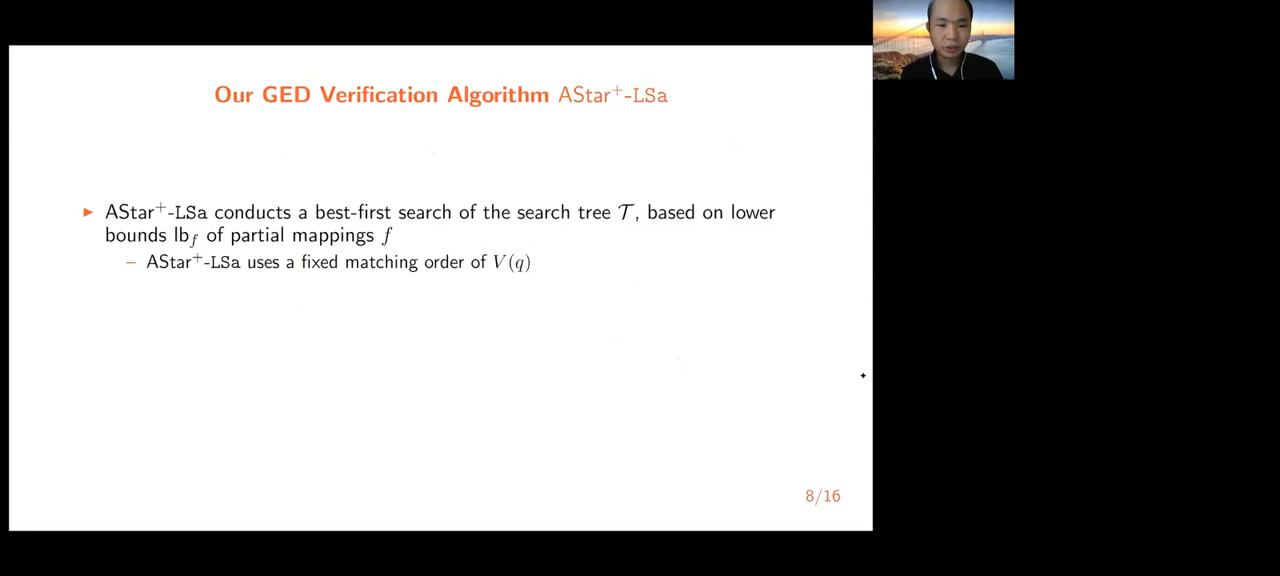 Our GED Verification Algorithm AStar⁺-LSa
▶ AStar⁺-LSa conducts a best-first search of the search tree 𝒯, based on lower
bounds lb_f of partial mappings f
– AStar⁺-LSa uses a fixed matching order of V(q)
8/16